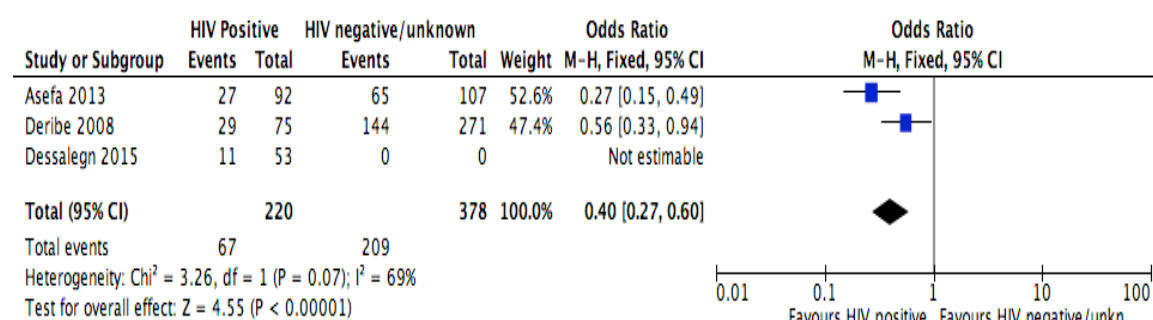 HIV Positive HIV negative/unknown Odds Ratio Odds Ratio
Study or Subgroup Events Total Events Total Weight M-H, Fixed, 95% CI M-H, Fixed, 95% CI
Asefa 2013 27 92 65 107 52.6% 0.27 [0.15, 0.49]
Deribe 2008 29 75 144 271 47.4% 0.56 [0.33, 0.94]
Dessalegn 2015 11 53 0 0 Not estimable
Total (95% CI) 220 378 100.0% 0.40 [0.27, 0.60]
Total events 67 209
Heterogeneity: Chi² = 3.26, df = 1 (P = 0.07); I² = 69%
Test for overall effect: Z = 4.55 (P < 0.00001)
0.01 0.1 1 10 100
Favours HIV positive Favours HIV negative/unkn